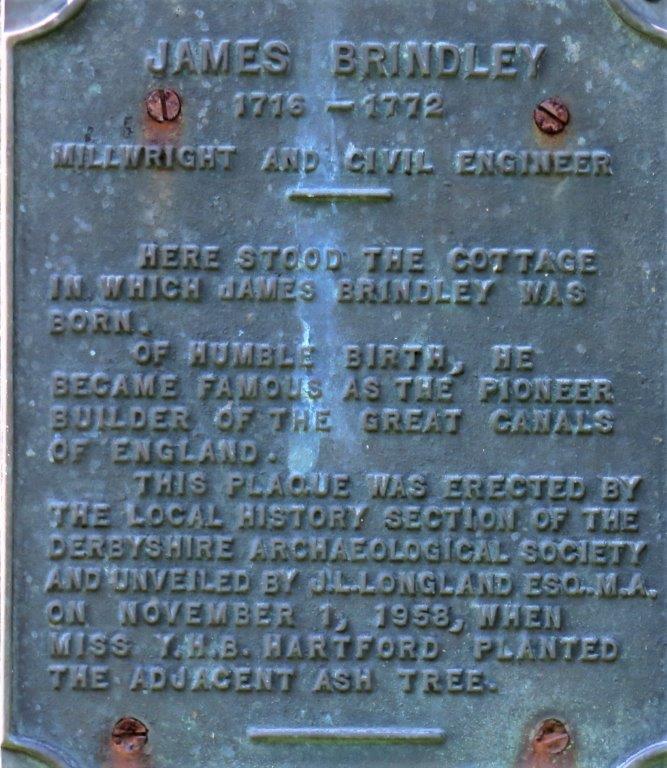 JAMES BRINDLEY
1716 — 1772
MILLWRIGHT AND CIVIL ENGINEER
HERE STOOD THE COTTAGE
IN WHICH JAMES BRINDLEY WAS
BORN.
OF HUMBLE BIRTH, HE
BECAME FAMOUS AS THE PIONEER
BUILDER OF THE GREAT CANALS
OF ENGLAND.
THIS PLAQUE WAS ERECTED BY
THE LOCAL HISTORY SECTION OF THE
DERBYSHIRE ARCHAEOLOGICAL SOCIETY
AND UNVEILED BY J.L.LONGLAND ESQ..M.A.
ON NOVEMBER 1, 1958, WHEN
MISS Y.H.B. HARTFORD PLANTED
THE ADJACENT ASH TREE.